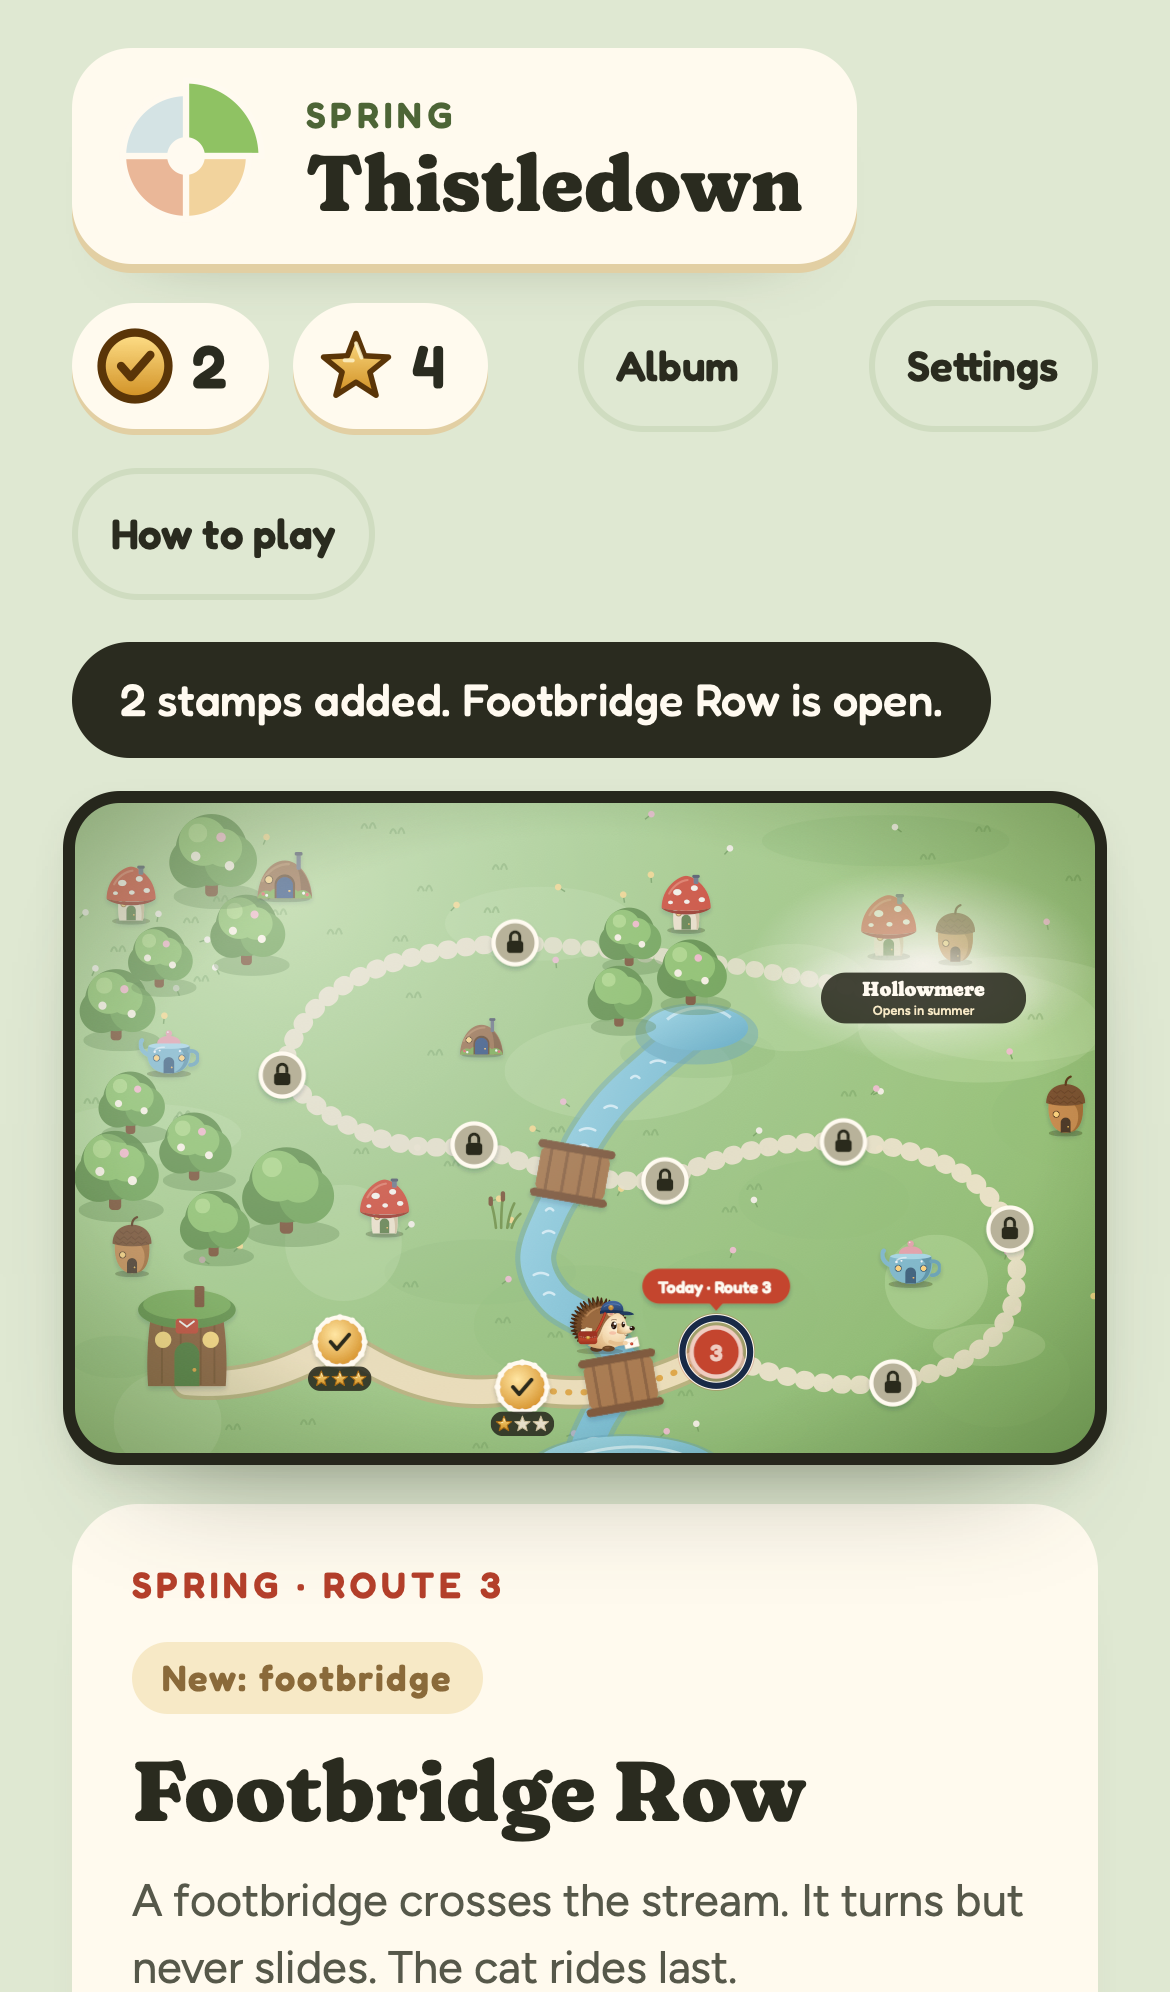 SPRING
Thistledown
2
4
Album
Settings
How to play
2 stamps added. Footbridge Row is open.
Hollowmere
Opens in summer
Today · Route 3
3
SPRING · ROUTE 3
New: footbridge
Footbridge Row
A footbridge crosses the stream. It turns but
never slides. The cat rides last.